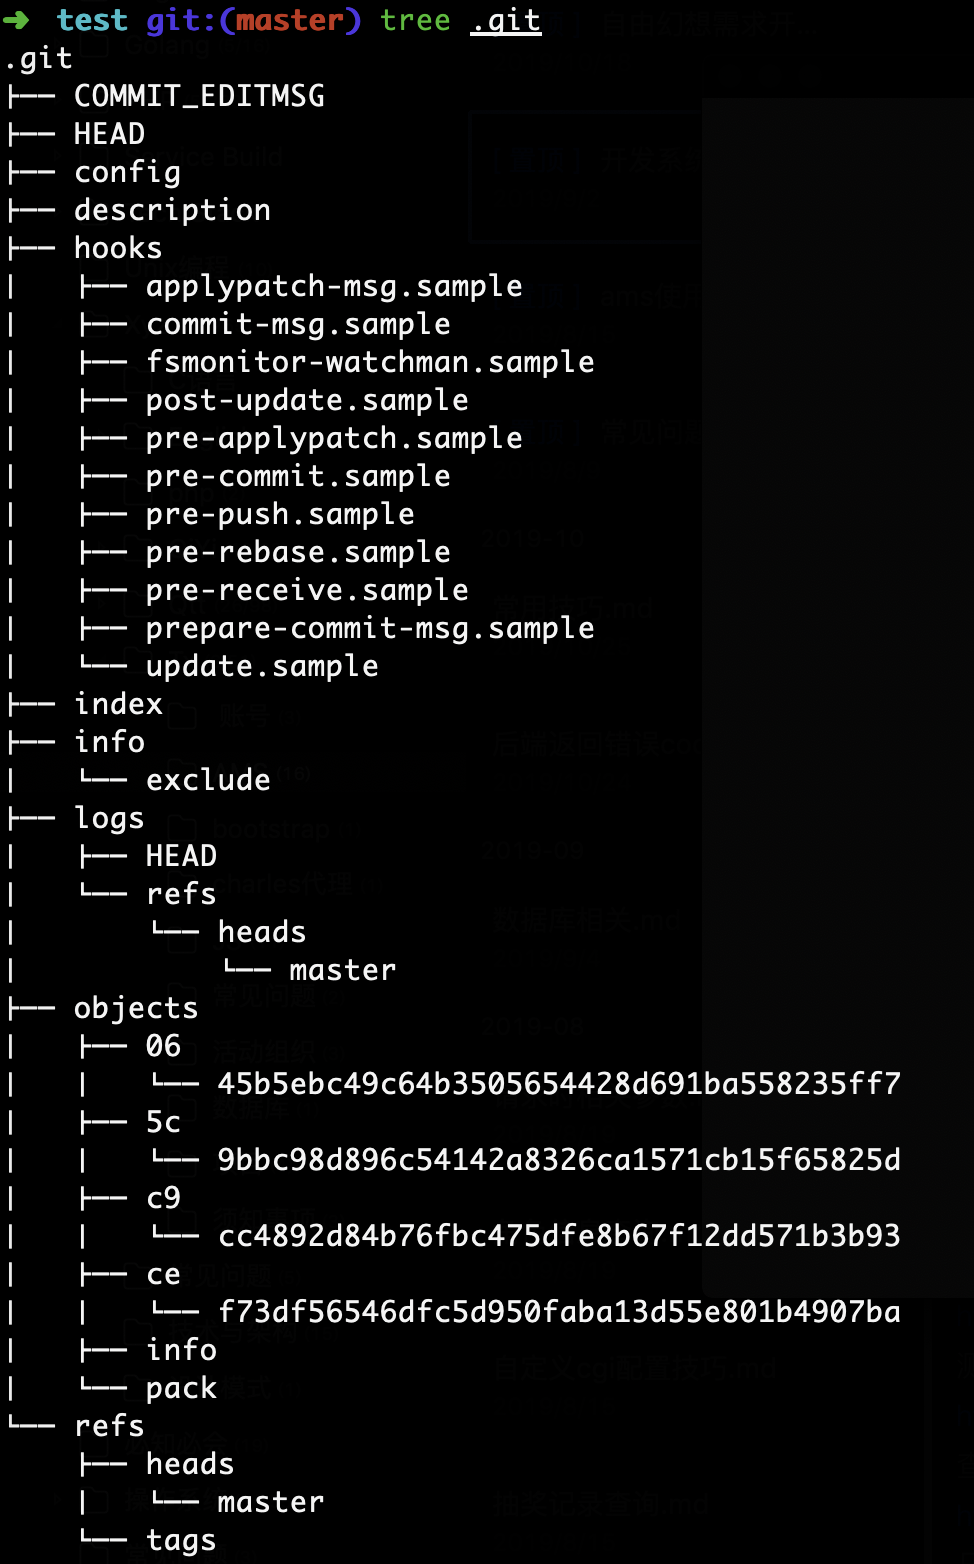 ➜ test git:(master) tree .git
.git
├── COMMIT_EDITMSG
├── HEAD
├── config
├── description
├── hooks
│   ├── applypatch-msg.sample
│   ├── commit-msg.sample
│   ├── fsmonitor-watchman.sample
│   ├── post-update.sample
│   ├── pre-applypatch.sample
│   ├── pre-commit.sample
│   ├── pre-push.sample
│   ├── pre-rebase.sample
│   ├── pre-receive.sample
│   ├── prepare-commit-msg.sample
│   └── update.sample
├── index
├── info
│   └── exclude
├── logs
│   ├── HEAD
│   └── refs
│       └── heads
│           └── master
├── objects
│   ├── 06
│   │   └── 45b5ebc49c64b3505654428d691ba558235ff7
│   ├── 5c
│   │   └── 9bbc98d896c54142a8326ca1571cb15f65825d
│   ├── c9
│   │   └── cc4892d84b76fbc475dfe8b67f12dd571b3b93
│   ├── ce
│   │   └── f73df56546dfc5d950faba13d55e801b4907ba
│   ├── info
│   └── pack
└── refs
    ├── heads
    │   └── master
    └── tags